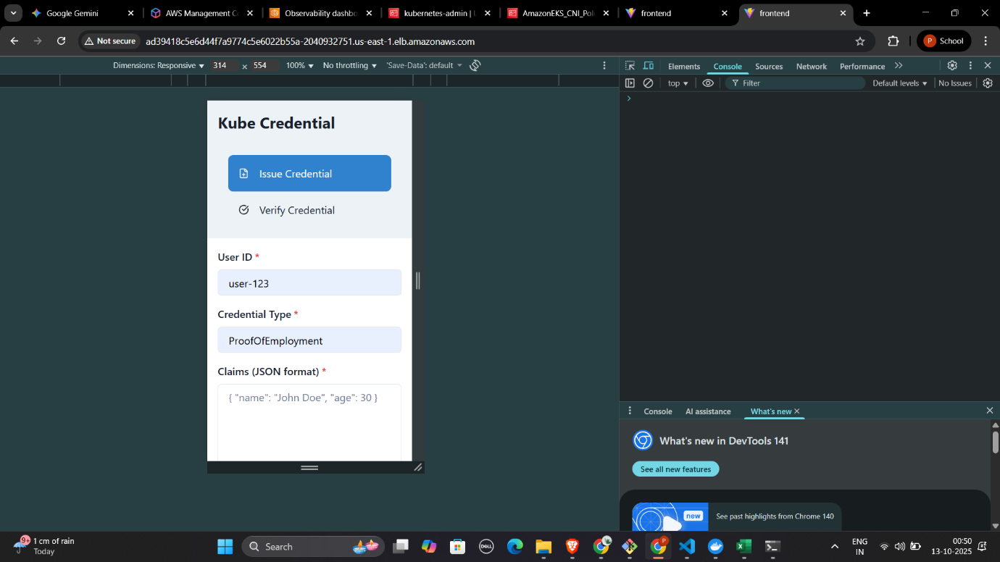 Google Gemini
AWS Management C
Observability dashbo
kubernetes-admin |
AmazonEKS_CNI_Poli
frontend
frontend
Not secure
ad39418c5e6d44f7a9774c5e6022b55a-2040932751.us-east-1.elb.amazonaws.com
P School
Dimensions: Responsive 314 x 554 100% No throttling 'Save-Data': default
Elements Console Sources Network Performance
top Filter Default levels No Issues
Kube Credential
Issue Credential
Verify Credential
User ID *
user-123
Credential Type *
ProofOfEmployment
Claims (JSON format) *
{ "name": "John Doe", "age": 30 }
Console AI assistance What's new
What's new in DevTools 141
See all new features
new
See past highlights from Chrome 140
9+
1 cm of rain
Today
Search
DELL
P
ENG
IN
00:50
13-10-2025